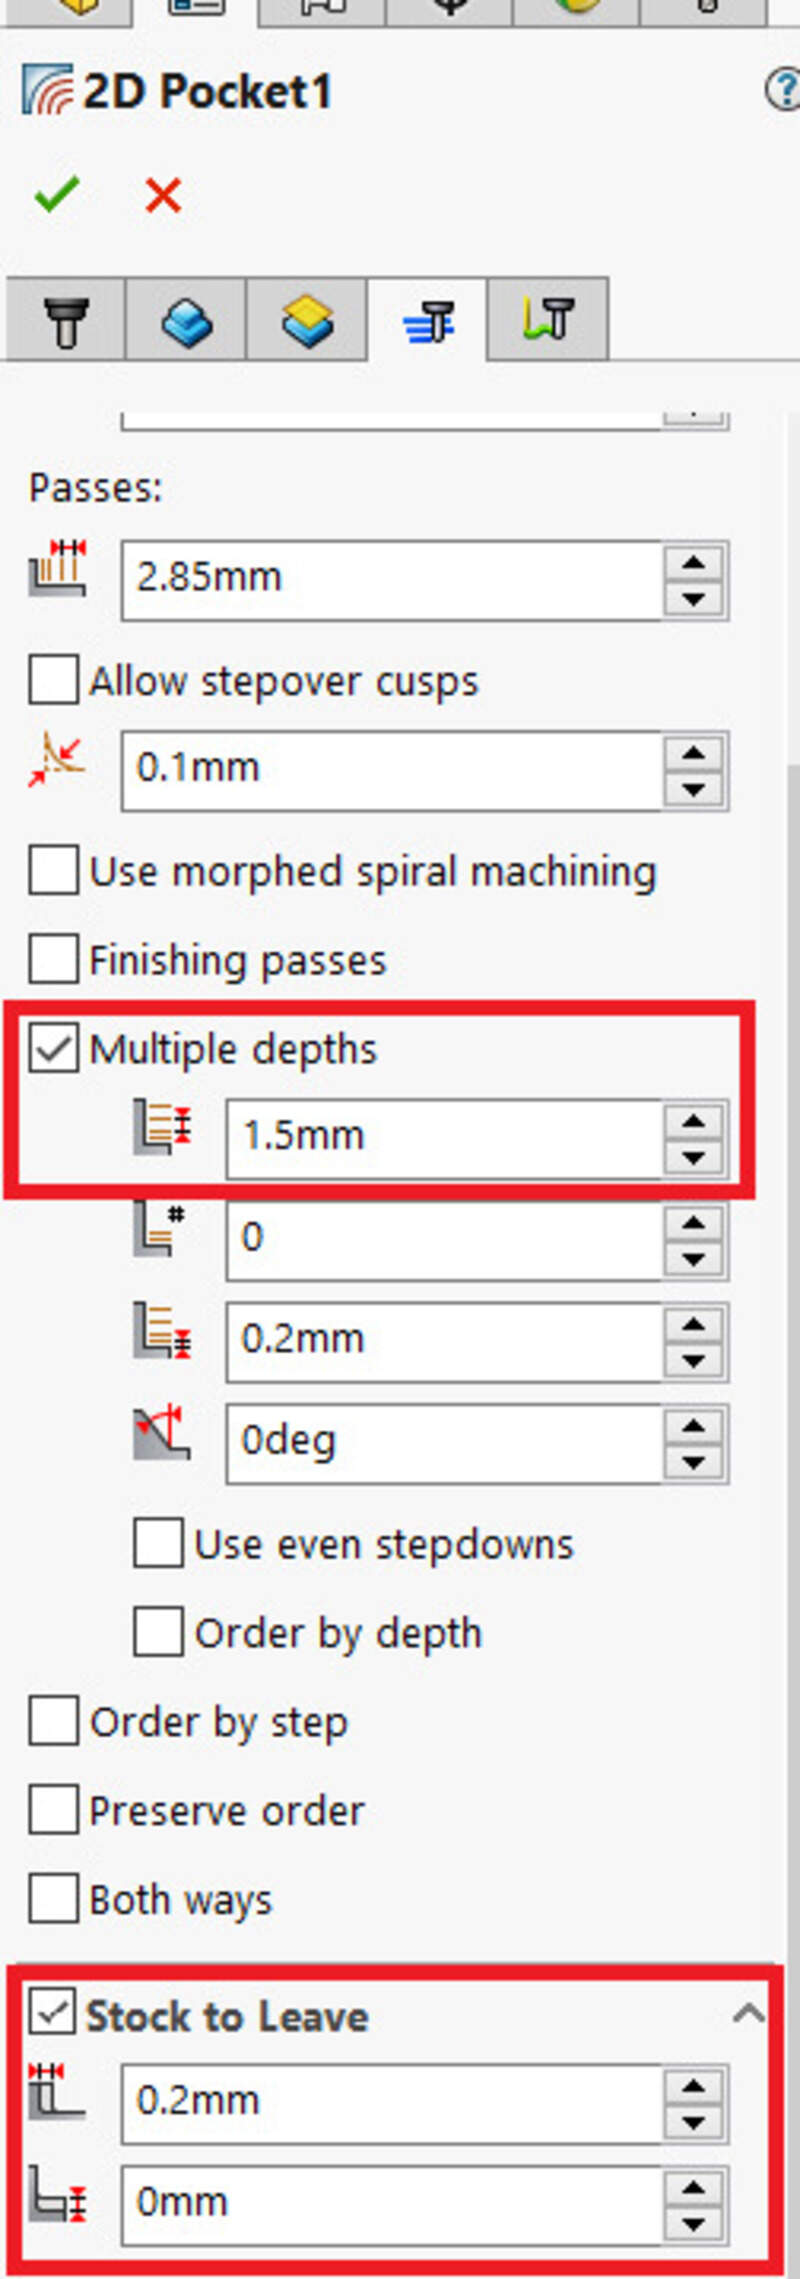 2D Pocket1
?
Passes:
2.85mm
Allow stepover cusps
0.1mm
Use morphed spiral machining
Finishing passes
Multiple depths
1.5mm
#
0
0.2mm
0deg
Use even stepdowns
Order by depth
Order by step
Preserve order
Both ways
Stock to Leave
0.2mm
0mm